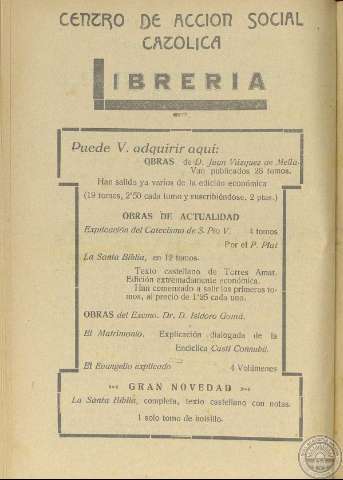 CENTRO DE ACCION SOCIAL
CATOLICA
LIBRERIA
Puede V. adquirir aquí:
OBRAS de D. Juan Vázquez de Mella.
Van publicados 28 tomos.
Han salido ya varios de la edición económica
(19 tomos, 2'50 cada tomo y suscribiéndose, 2 ptas.)
OBRAS DE ACTUALIDAD
Explicación del Catecismo de S. Pío V. 4 tomos
Por el P. Plat
La Santa Biblia, en 12 tomos.
Texto castellano de Torres Amat.
Edición extremadamente económica.
Han comenzado a salir los primeros to-
mos, al precio de 1'25 cada uno.
OBRAS del Excmo. Dr. D. Isidoro Gomá.
El Matrimonio. Explicación dialogada de la
Encíclica Casti Connubii.
El Evangelio explicado 4 Volúmenes
GRAN NOVEDAD
La Santa Biblia, completa, texto castellano con notas.
1 solo tomo de bolsillo.